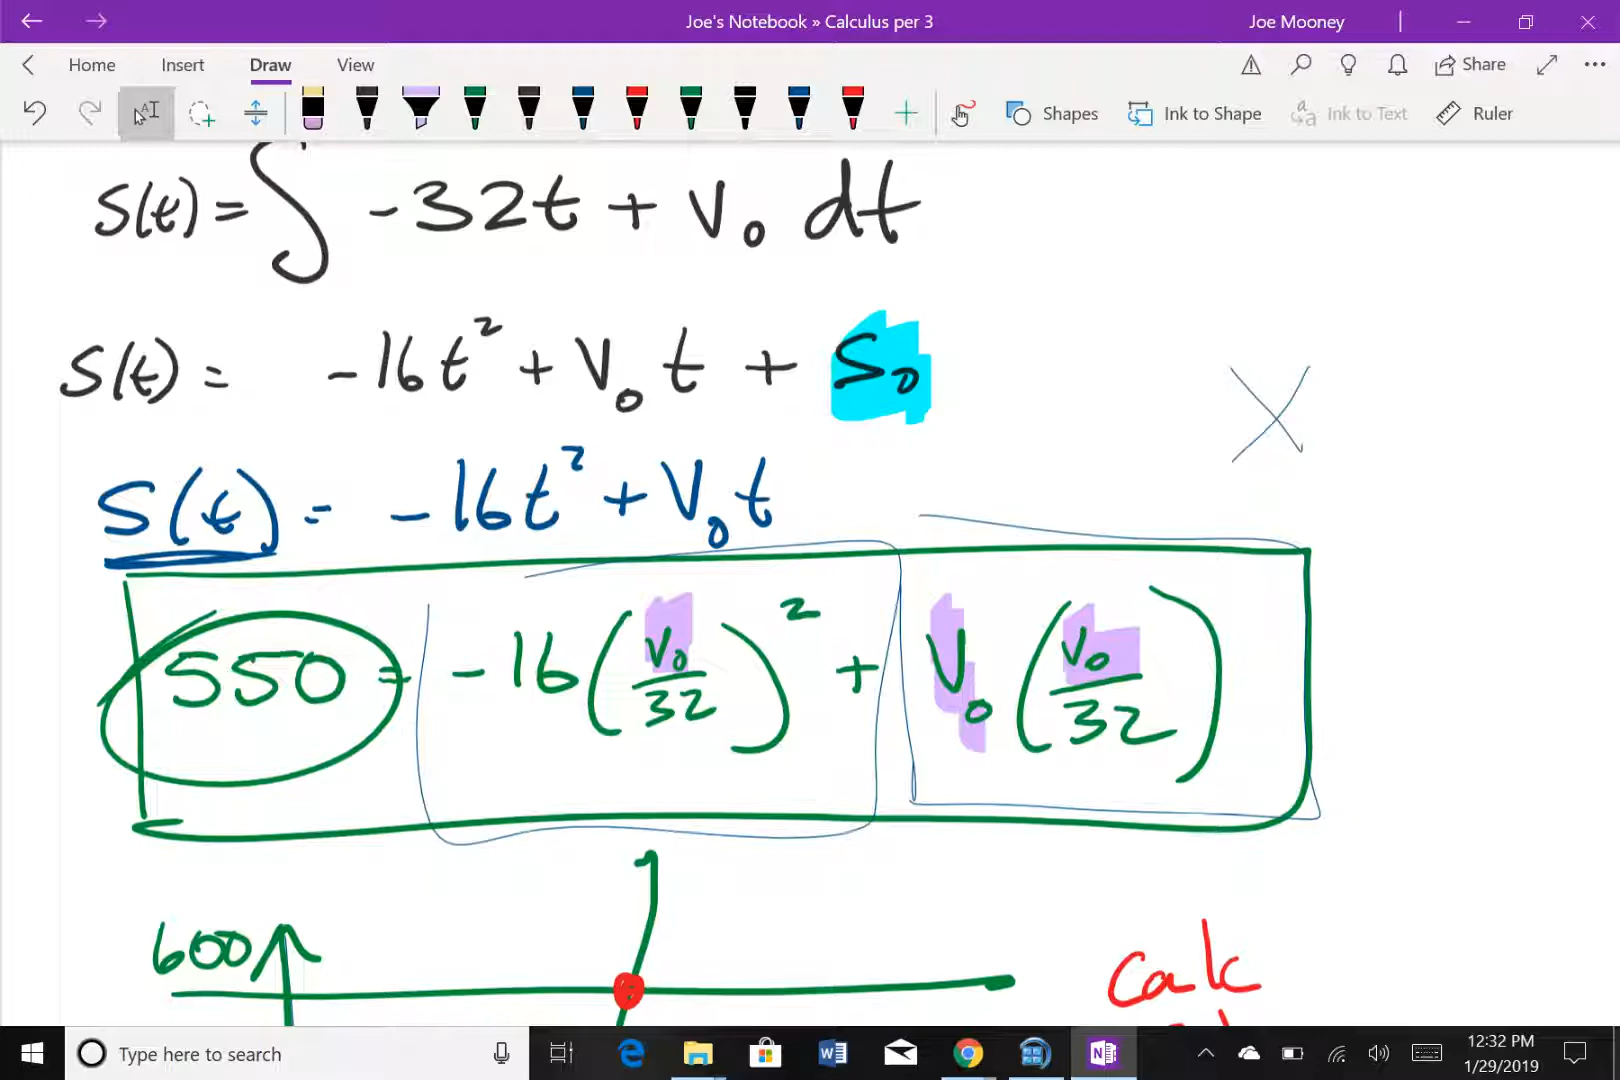 Joe's Notebook » Calculus per 3
Joe Mooney
Home Insert Draw View
Share
Shapes Ink to Shape Ink to Text Ruler
S(t) = ∫ -32t + V₀ dt
S(t) = -16t² + V₀ t + S₀
S(t) = -16t² + V₀t
550 = -16(V₀/32)² + V₀(V₀/32)
600
Calc
Type here to search
12:32 PM
1/29/2019